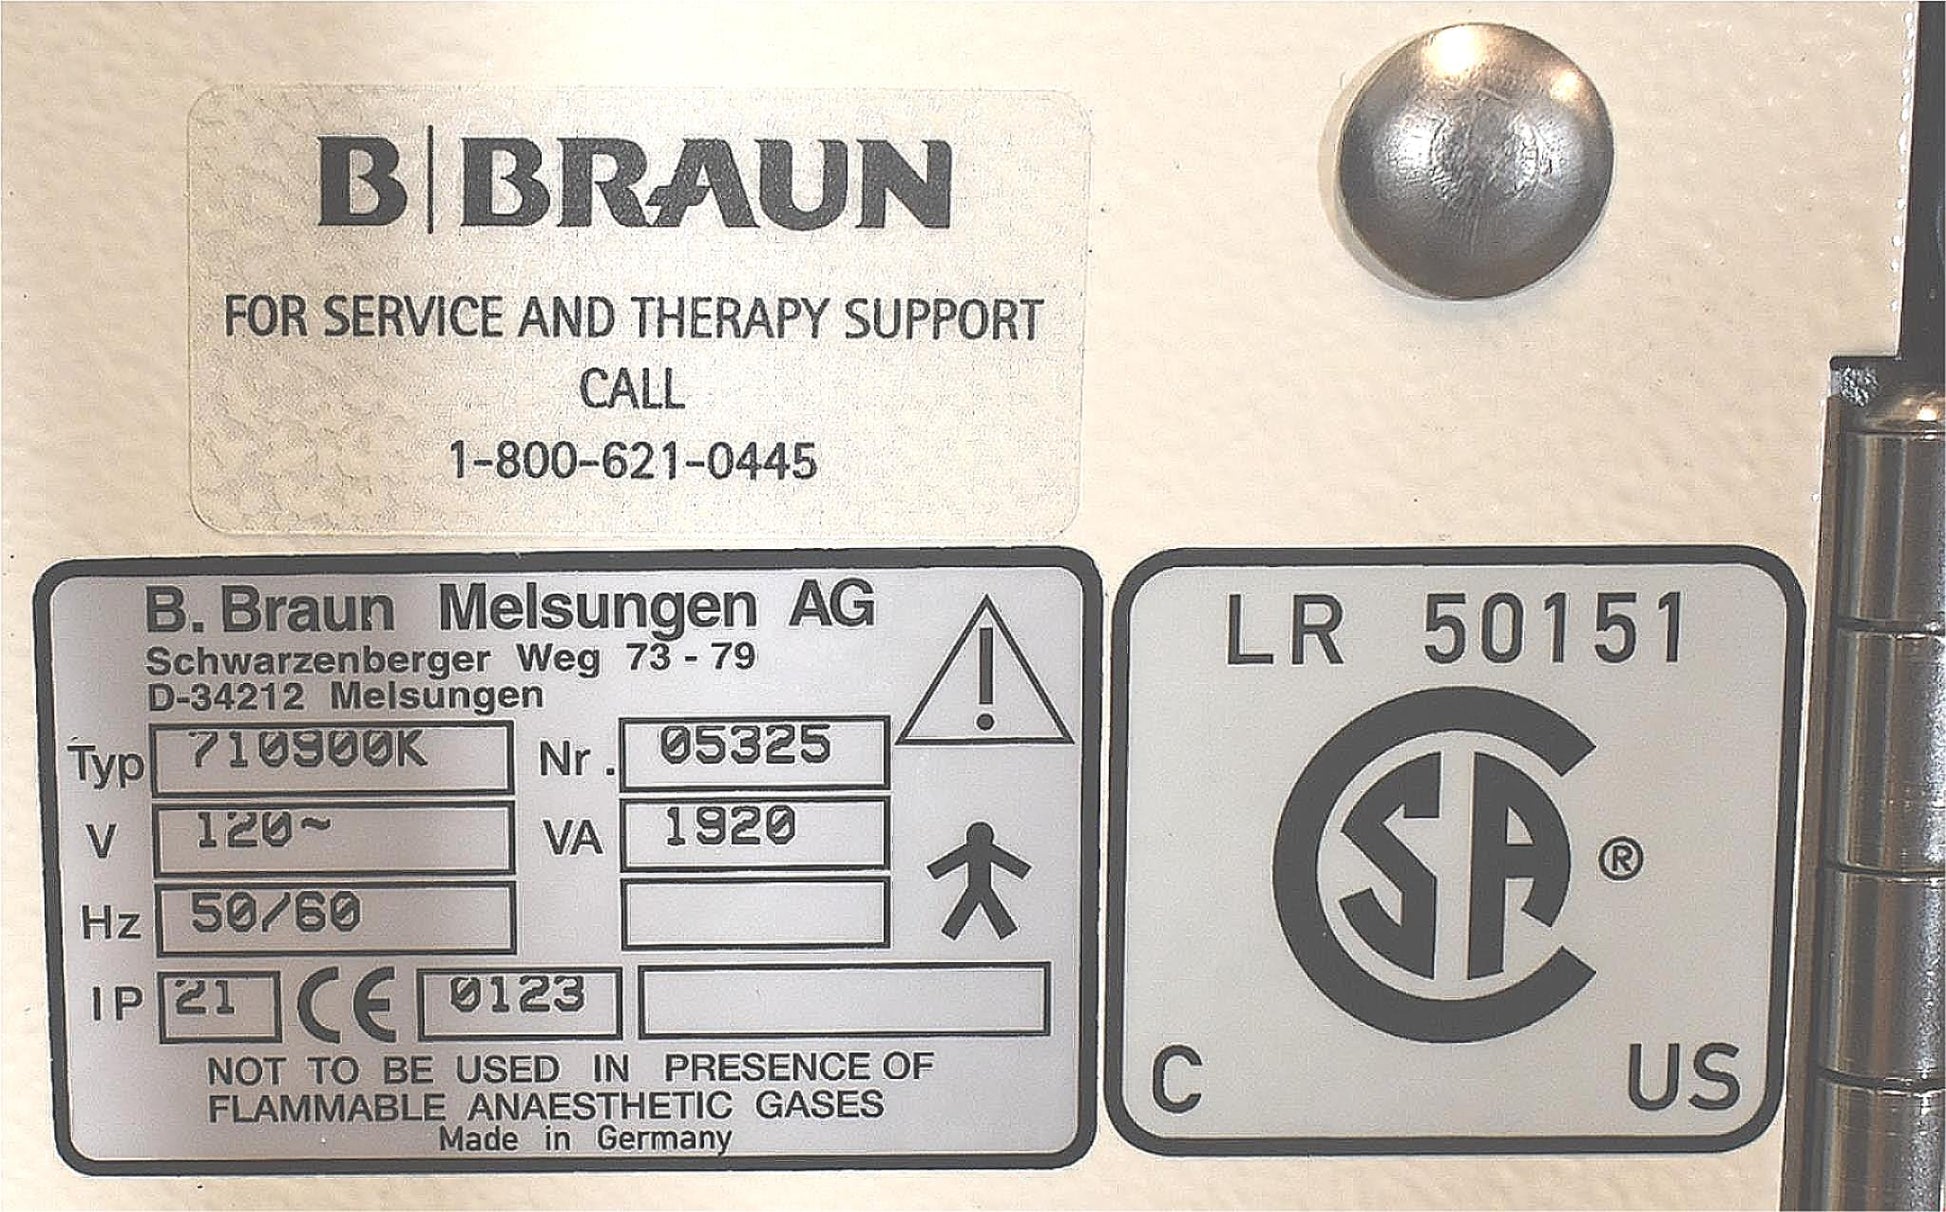 B|BRAUN
FOR SERVICE AND THERAPY SUPPORT
CALL
1-800-621-0445
B. Braun Melsungen AG
Schwarzenberger Weg 73 - 79
D-34212 Melsungen
Typ 710900K Nr. 05325
V 120~ VA 1920
Hz 50/60
IP 21 CE 0123
NOT TO BE USED IN PRESENCE OF
FLAMMABLE ANAESTHETIC GASES
Made in Germany
LR 50151
CSA ®
C US